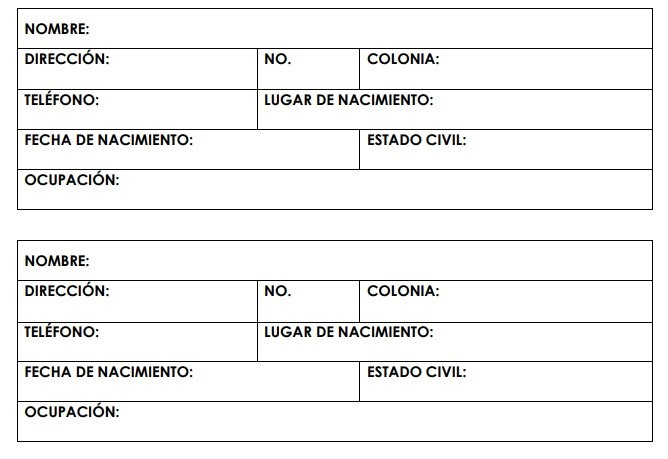 NOMBRE:
DIRECCIÓN: NO. COLONIA:
TELÉFONO: LUGAR DE NACIMIENTO:
FECHA DE NACIMIENTO: ESTADO CIVIL:
OCUPACIÓN:
NOMBRE:
DIRECCIÓN: NO. COLONIA:
TELÉFONO: LUGAR DE NACIMIENTO:
FECHA DE NACIMIENTO: ESTADO CIVIL:
OCUPACIÓN: